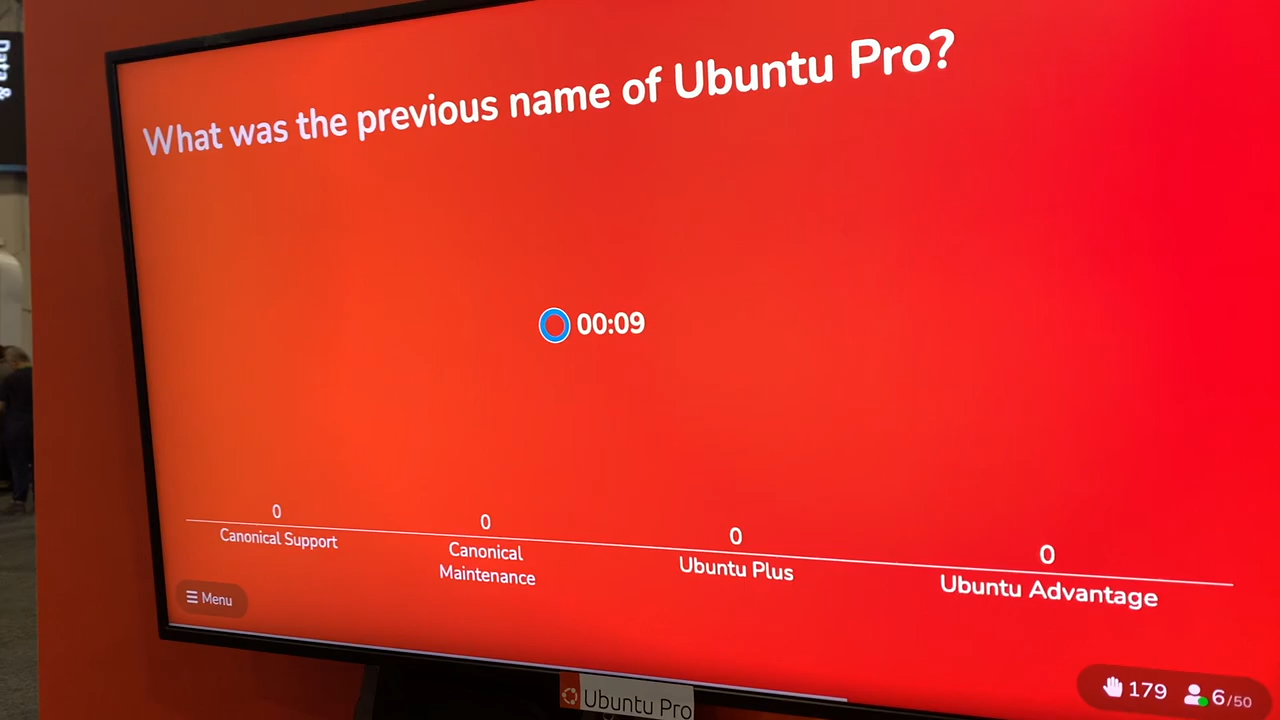 Data &
What was the previous name of Ubuntu Pro?
00:09
0
Canonical Support
0
Canonical
Maintenance
0
Ubuntu Plus
0
Ubuntu Advantage
Menu
179
6/50
Ubuntu Pro